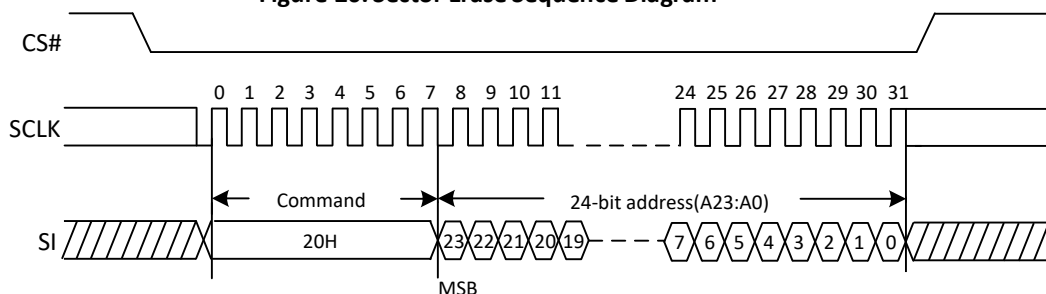 Figure 20. Sector Erase Sequence Diagram
CS#
0 1 2 3 4 5 6 7 8 9 10 11 24 25 26 27 28 29 30 31
SCLK
Command 24-bit address(A23:A0)
SI 20H 23 22 21 20 19 7 6 5 4 3 2 1 0
MSB